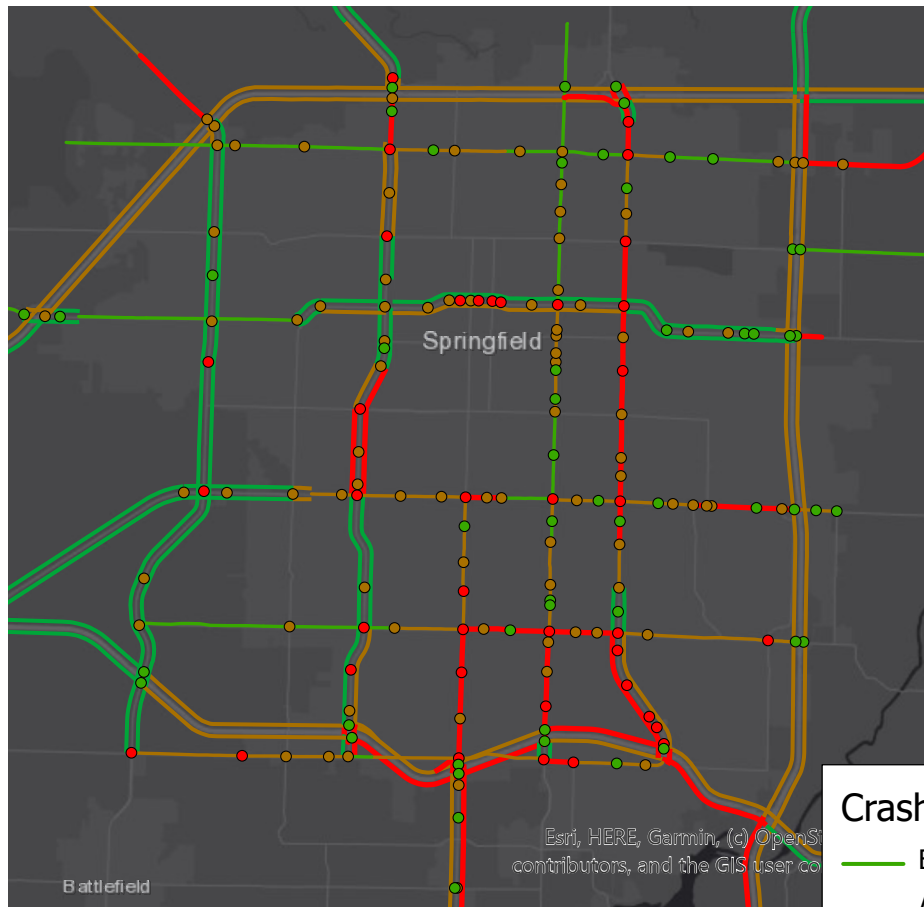 Springfield
Crash
Esri, HERE, Garmin, (c) OpenSt
contributors, and the GIS user co
Battlefield